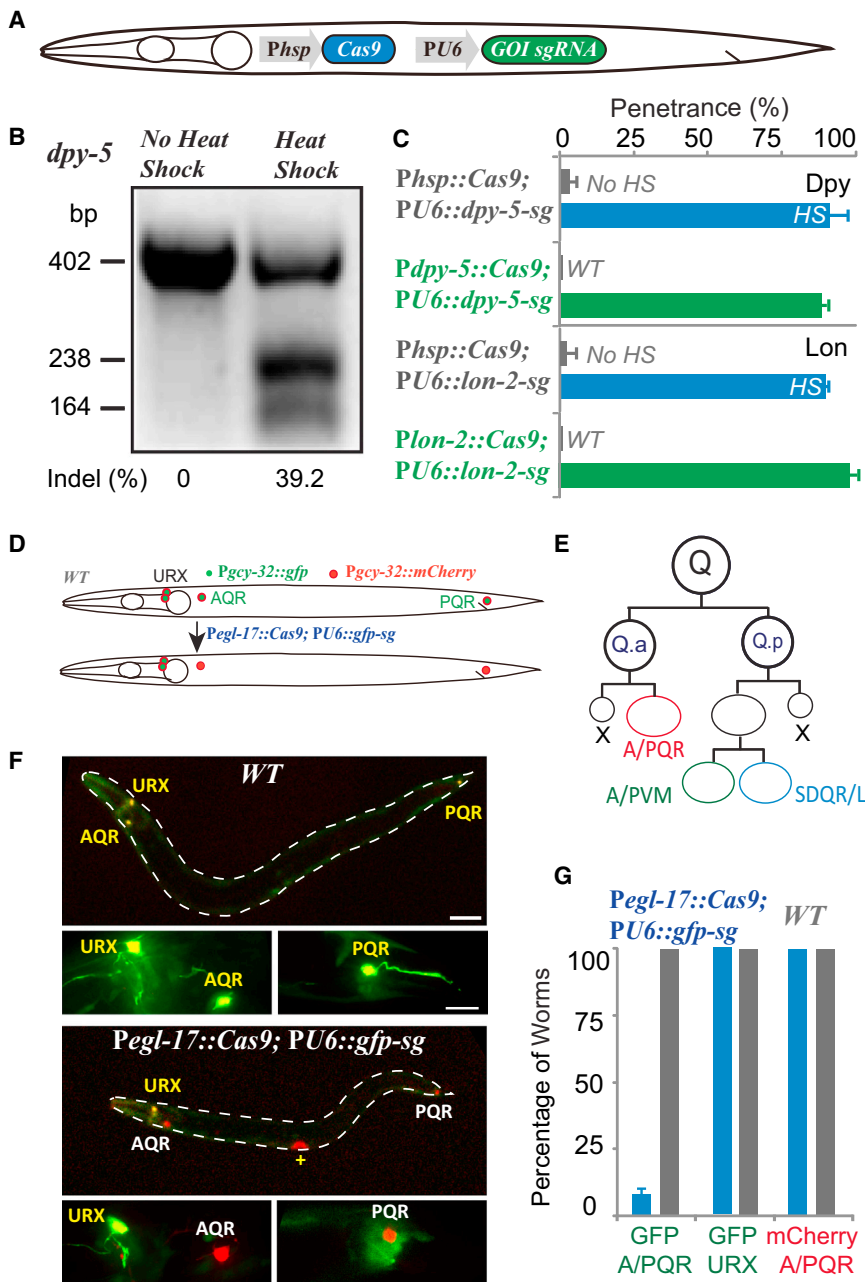 A
Phsp Cas9 PU6 GOI sgRNA
B
dpy-5
No Heat Shock
Heat Shock
bp
402
238
164
Indel (%) 0 39.2
C
Penetrance (%)
0 25 75 100
Phsp::Cas9;
PU6::dpy-5-sg
No HS
Dpy
HS
Pdpy-5::Cas9;
PU6::dpy-5-sg
WT
Phsp::Cas9;
PU6::lon-2-sg
No HS
Lon
HS
Plon-2::Cas9;
PU6::lon-2-sg
WT
D
WT
URX
Pgcy-32::gfp
Pgcy-32::mCherry
AQR
PQR
Pegl-17::Cas9; PU6::gfp-sg
E
Q
Q.a
Q.p
X
A/PQR
X
A/PVM
SDQR/L
F
WT
URX
AQR
PQR
URX
AQR
PQR
Pegl-17::Cas9; PU6::gfp-sg
URX
AQR
PQR
+
URX
AQR
PQR
G
Pegl-17::Cas9;
PU6::gfp-sg
WT
Percentage of Worms
100
75
50
25
0
GFP
A/PQR
GFP
URX
mCherry
A/PQR